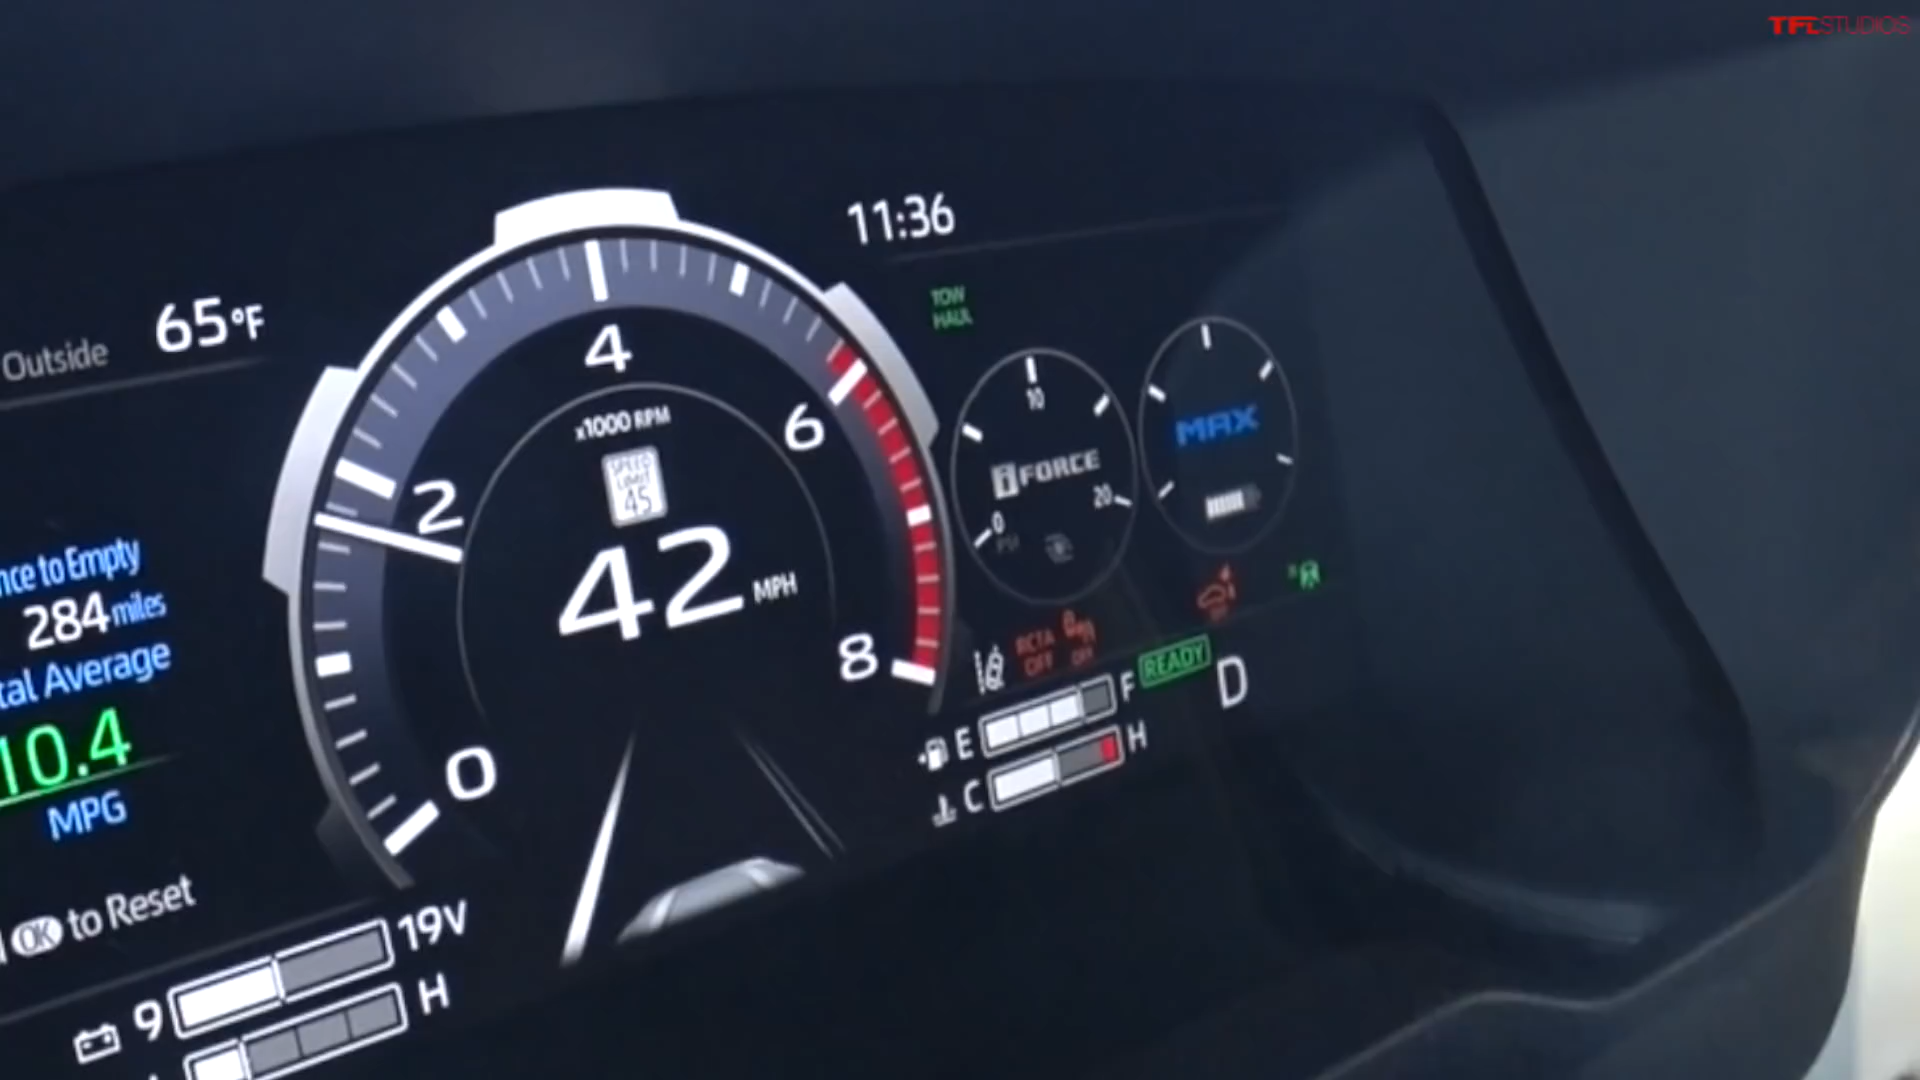 TFLSTUDIOS
11:36
65°F
Outside
TOW
HAUL
4
x1000 RPM
6
2
SPEED
LIMIT
45
10
iFORCE
20
0
PSI
MAX
42 MPH
nce to Empty
284 miles
tal Average
10.4
MPG
8
0
RCTA
OFF
OFF
READY
D
E F
C H
OK to Reset
9 19V
H